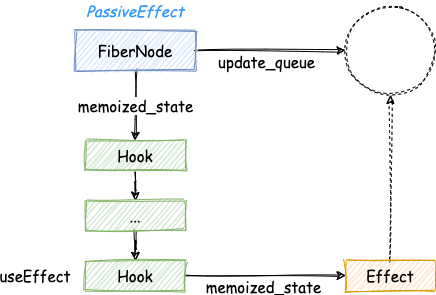 PassiveEffect
FiberNode
update_queue
memoized_state
Hook
...
useEffect
Hook
memoized_state
Effect